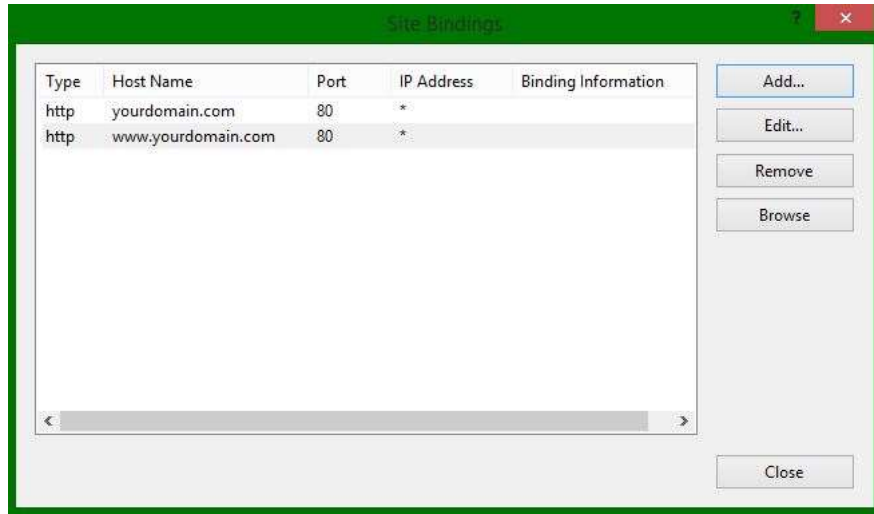 Site Bindings
?
Type Host Name Port IP Address Binding Information
http yourdomain.com 80 *
http www.yourdomain.com 80 *
Add...
Edit...
Remove
Browse
Close